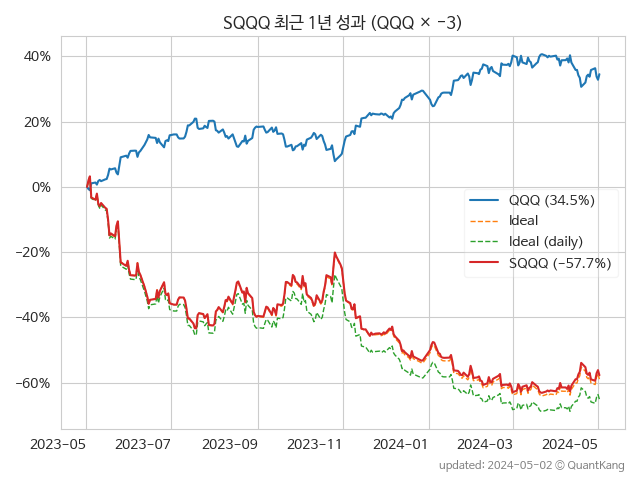 SQQQ 최근 1년 성과 (QQQ × −3)
40%
20%
0%
−20%
−40%
−60%
QQQ (34.5%)
Ideal
Ideal (daily)
SQQQ (−57.7%)
2023-05 2023-07 2023-09 2023-11 2024-01 2024-03 2024-05
updated: 2024-05-02 © QuantKang